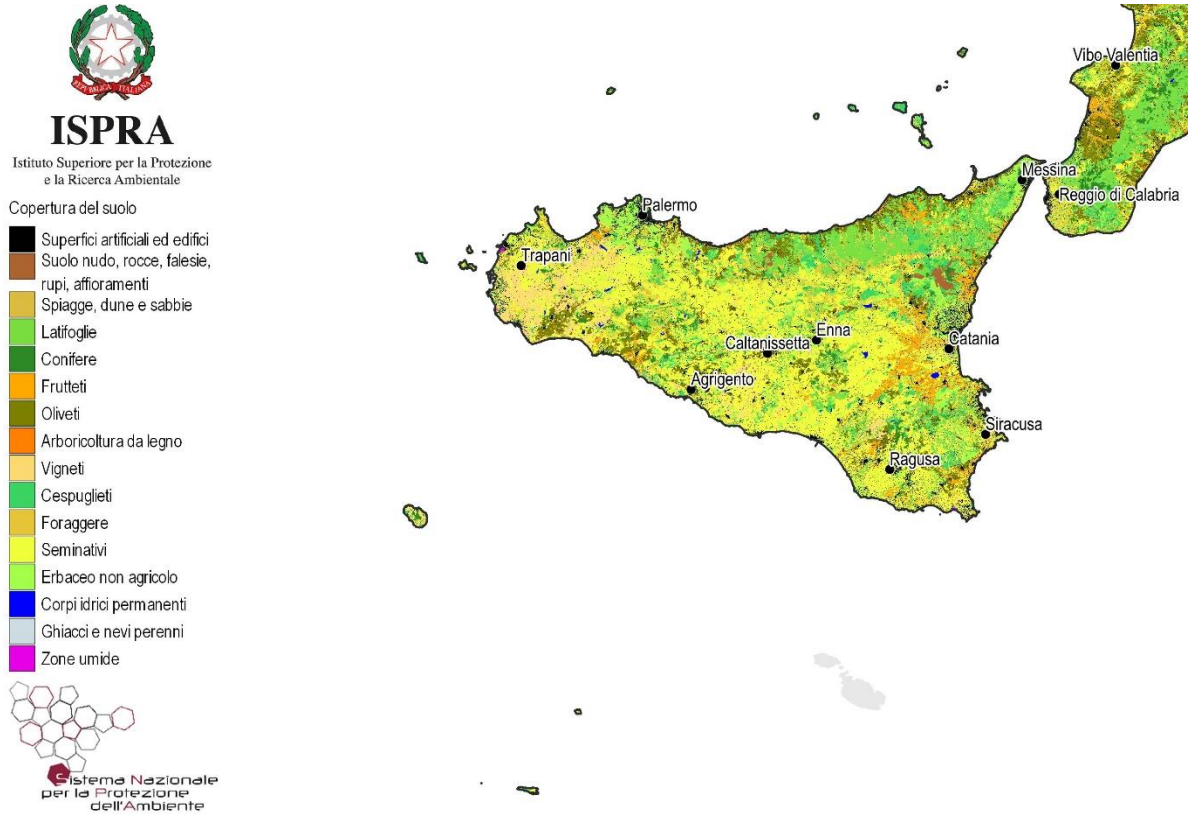 REPVBBLICA ITALIANA
ISPRA
Istituto Superiore per la Protezione
e la Ricerca Ambientale
Copertura del suolo
Superfici artificiali ed edifici
Suolo nudo, rocce, falesie,
rupi, affioramenti
Spiagge, dune e sabbie
Latifoglie
Conifere
Frutteti
Oliveti
Arboricoltura da legno
Vigneti
Cespuglieti
Foraggere
Seminativi
Erbaceo non agricolo
Corpi idrici permanenti
Ghiacci e nevi perenni
Zone umide
Sistema Nazionale
per la Protezione
dell'Ambiente
Vibo Valentia
Messina
Reggio di Calabria
Palermo
Trapani
Enna
Caltanissetta
Catania
Agrigento
Siracusa
Ragusa